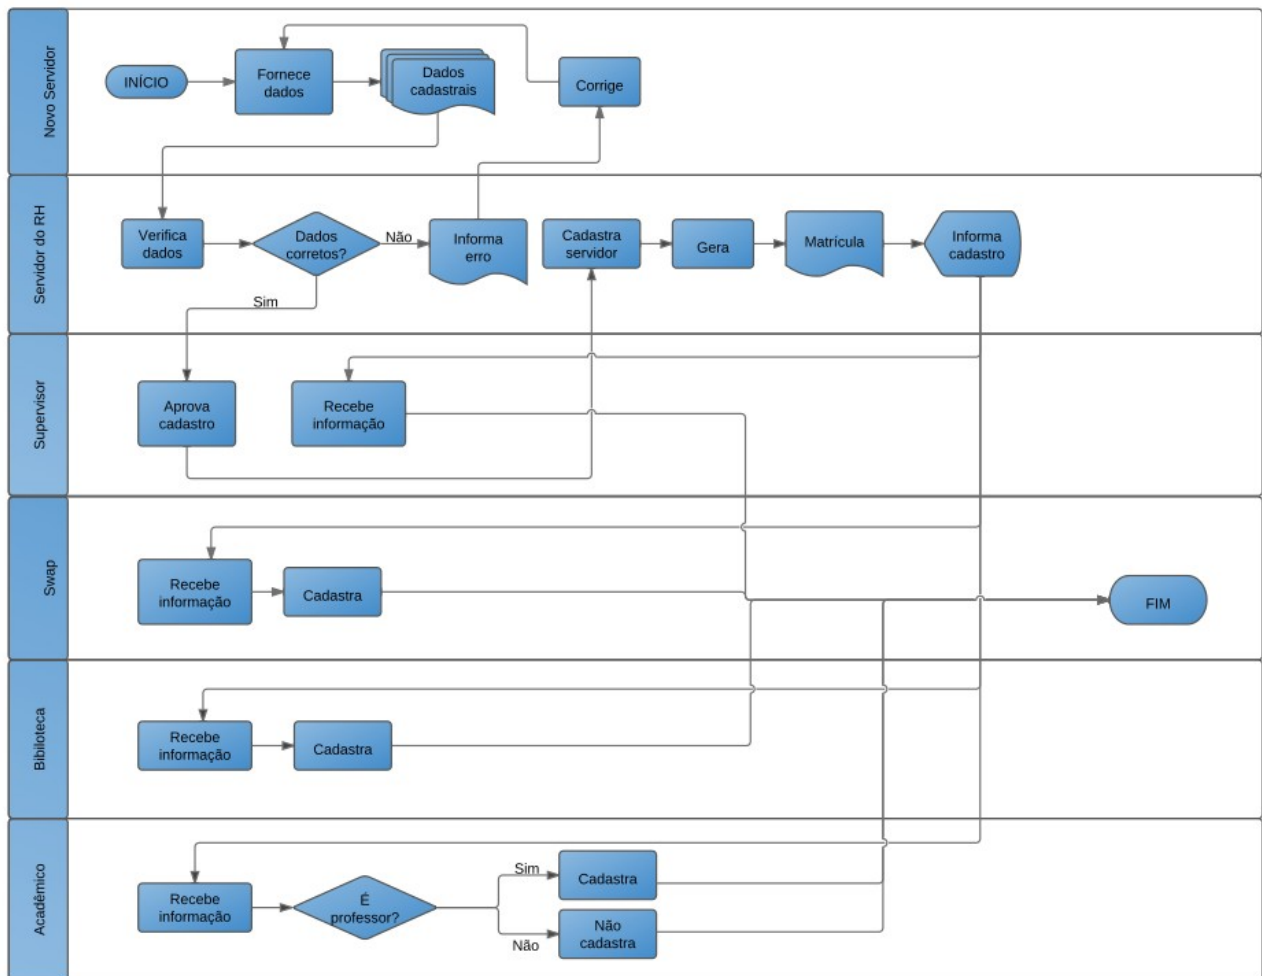 Novo Servidor
INÍCIO
Fornece
dados
Dados
cadastrais
Corrige
Servidor do RH
Verifica
dados
Dados
corretos?
Não
Informa
erro
Cadastra
servidor
Gera
Matrícula
Informa
cadastro
Sim
Supervisor
Aprova
cadastro
Recebe
informação
Swap
Recebe
informação
Cadastra
FIM
Bibilioteca
Recebe
informação
Cadastra
Acadêmico
Recebe
informação
É
professor?
Sim
Cadastra
Não
Não
cadastra